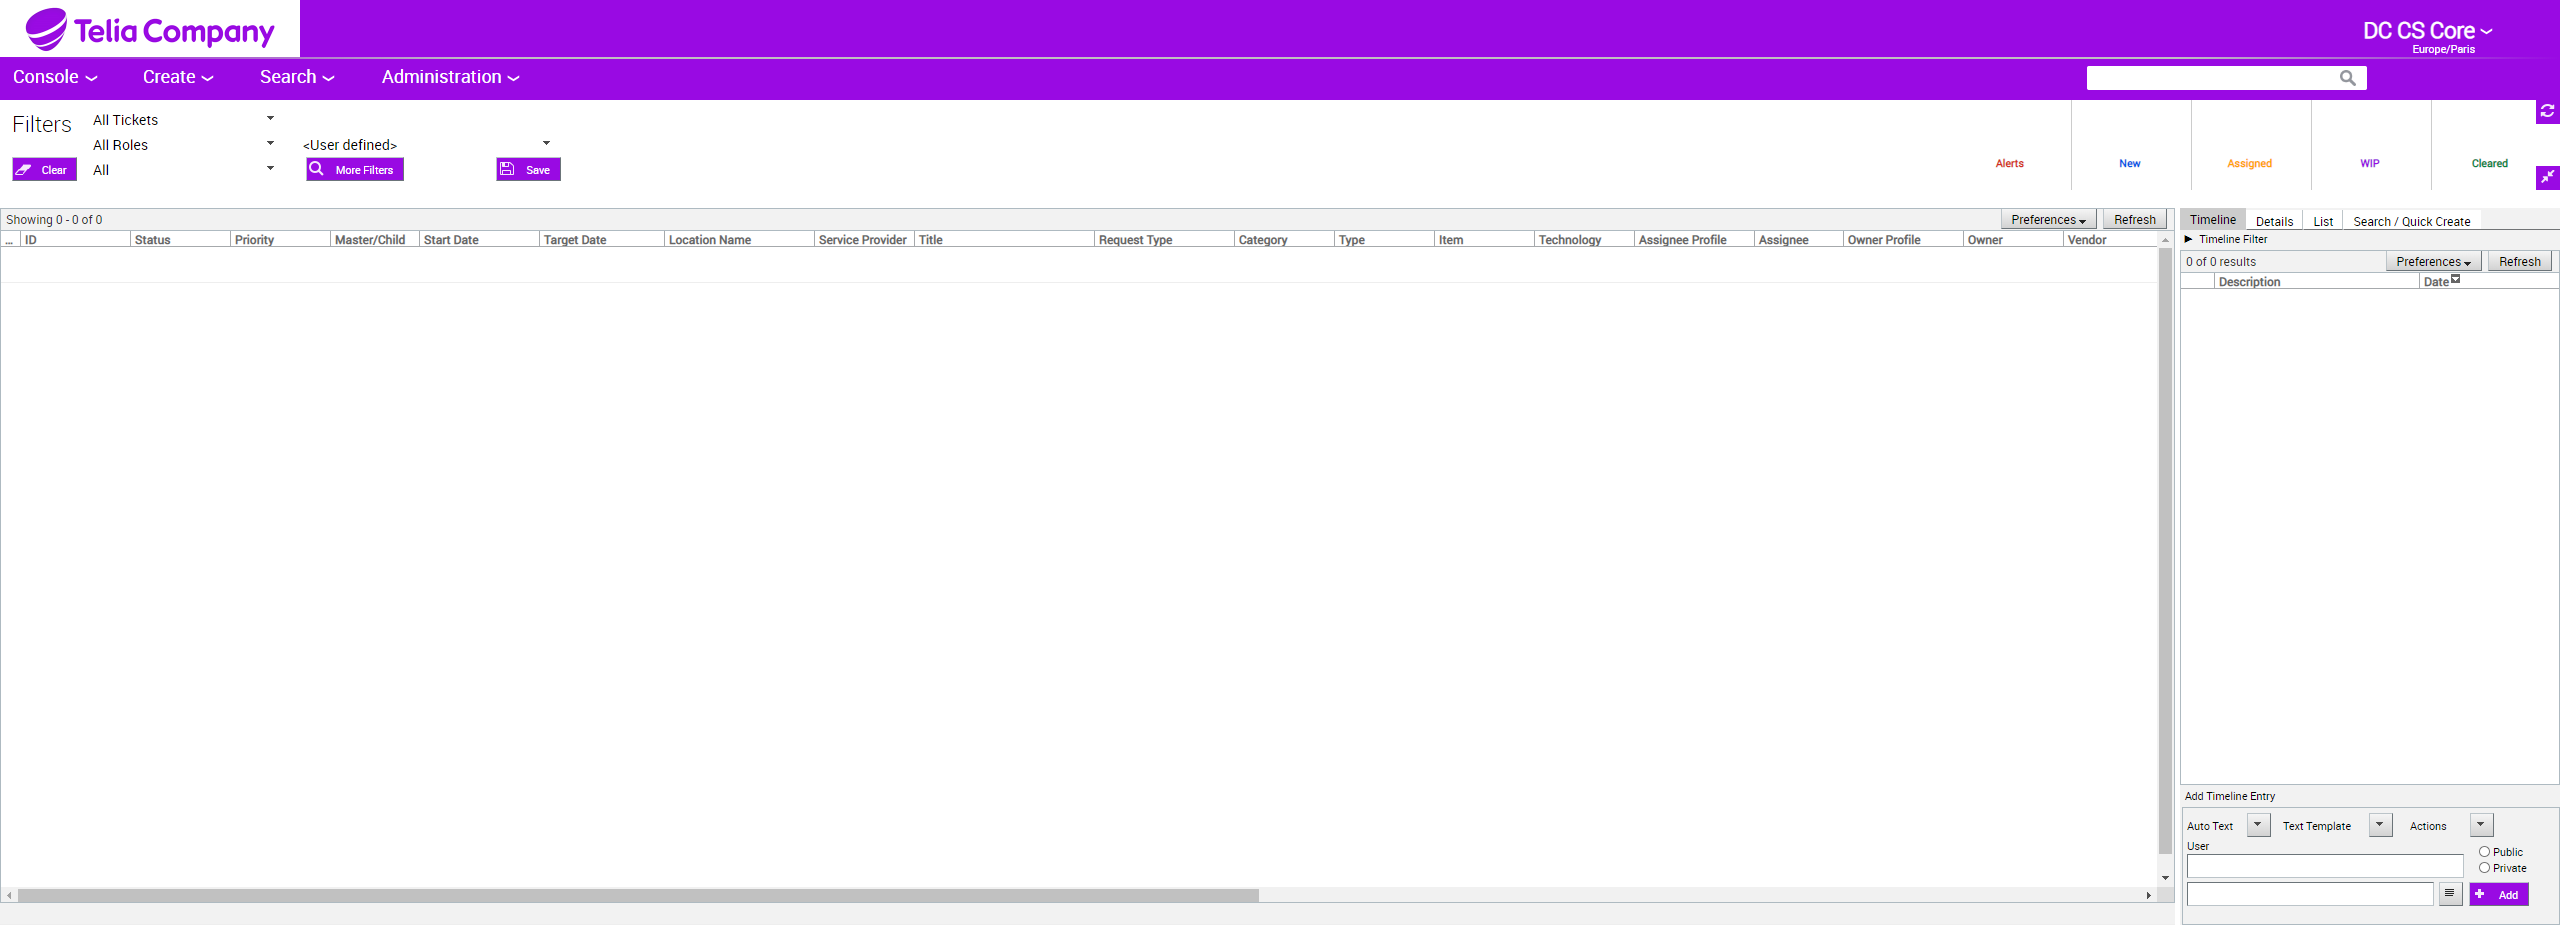 Telia Company
DC CS Core
Europe/Paris
Console Create Search Administration
Filters All Tickets
All Roles <User defined>
Clear All More Filters Save
Alerts New Assigned WIP Cleared
Showing 0 - 0 of 0 Preferences Refresh
... ID Status Priority Master/Child Start Date Target Date Location Name Service Provider Title Request Type Category Type Item Technology Assignee Profile Assignee Owner Profile Owner Vendor
Timeline Details List Search / Quick Create
Timeline Filter
0 of 0 results Preferences Refresh
Description Date
Add Timeline Entry
Auto Text Text Template Actions
User
Public
Private
Add